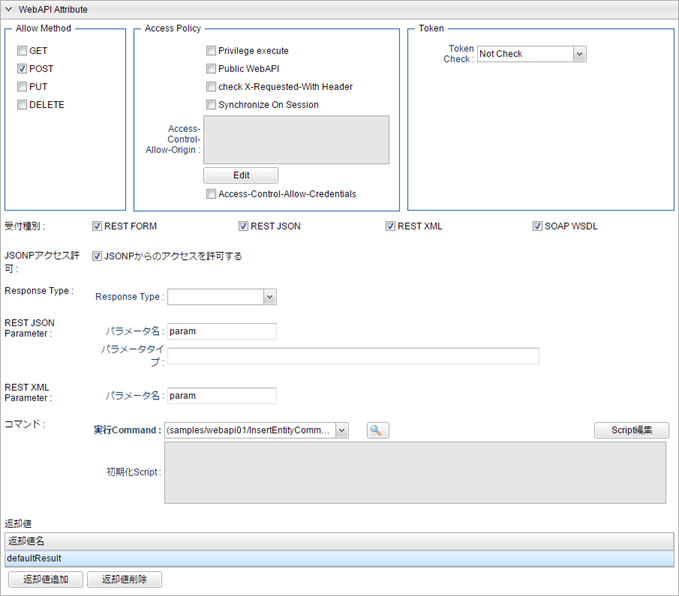 WebAPI Attribute
Allow Method
GET
POST
PUT
DELETE
Access Policy
Privilege execute
Public WebAPI
check X-Requested-With Header
Synchronize On Session
Access-
Control-
Allow-Origin :
Edit
Access-Control-Allow-Credentials
Token
Token
Check :
Not Check
受付種別 :
REST FORM
REST JSON
REST XML
SOAP WSDL
JSONPアクセス許
可 :
JSONPからのアクセスを許可する
Response Type :
Response Type :
REST JSON
Parameter :
パラメータ名 :
param
パラメータタイ
プ :
REST XML
Parameter :
パラメータ名 :
param
コマンド :
実行Command :
(samples/webapi01/InsertEntityComm...
Script編集
初期化Script :
返却値
返却値名
defaultResult
返却値追加
返却値削除